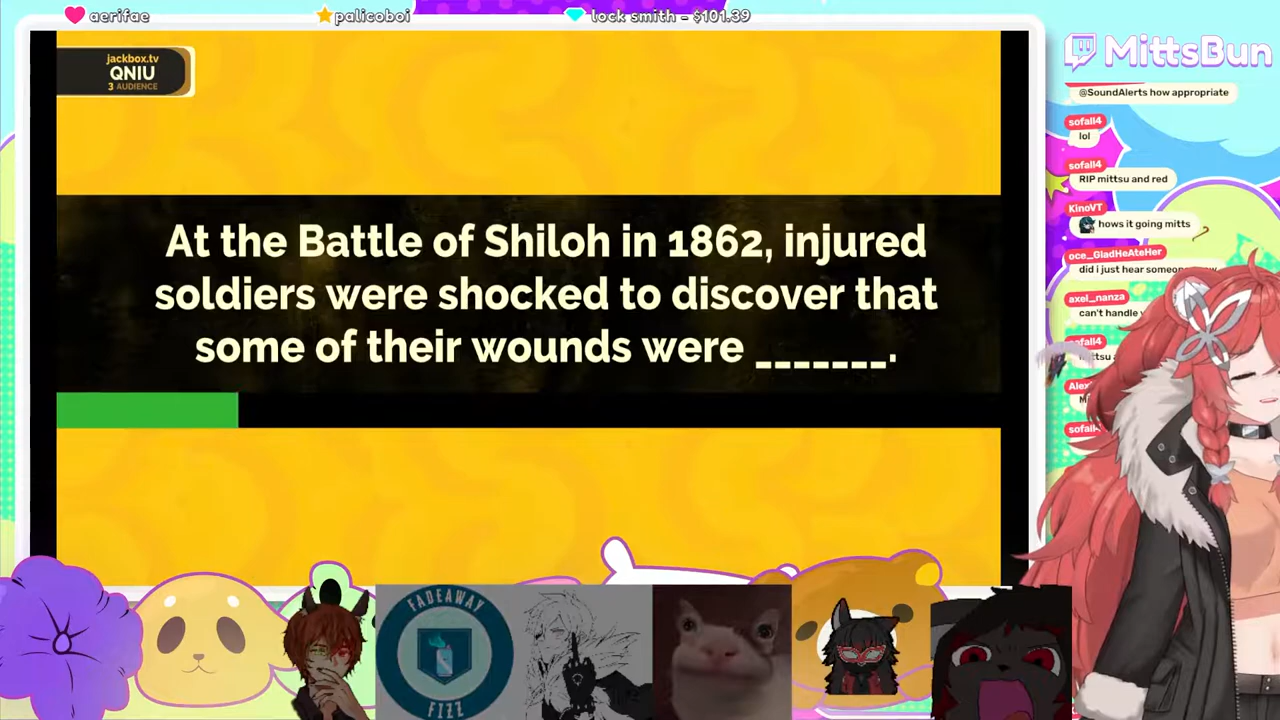 aerifae
palicoboi
lock smith - $101.39
jackbox.tv
QNIU
3 AUDIENCE
At the Battle of Shiloh in 1862, injured
soldiers were shocked to discover that
some of their wounds were _______.
MittsBun
@SoundAlerts how appropriate
sofall4
lol
sofall4
RIP mittsu and red
KinoVT
hows it going mitts
oce_GladHeAteHer
did i just hear
axel_nanza
can't handle
sofall4
sofall4
FADEAWAY
FIZZ